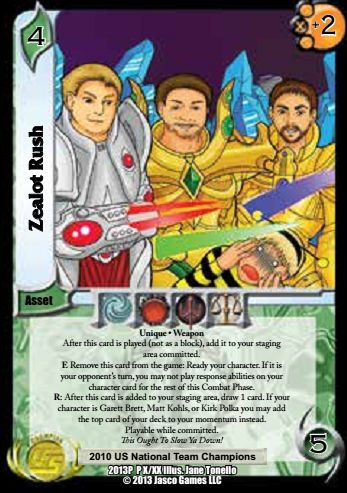 4
+2
Zealot Rush
Asset
Unique • Weapon
After this card is played (not as a block), add it to your staging
area committed.
E Remove this card from the game: Ready your character. If it is
your opponent's turn, you may not play response abilities on your
character card for the rest of this Combat Phase.
R: After this card is added to your staging area, draw 1 card. If your
character is Garett Brett, Matt Kohls, or Kirk Polka you may add
the top card of your deck to your momentum instead.
Playable while committed.
This Ought To Slow Ya Down!
5
2010 US National Team Champions
2013P P X/XX Illus. Jane Tonello
© 2013 Jasco Games LLC